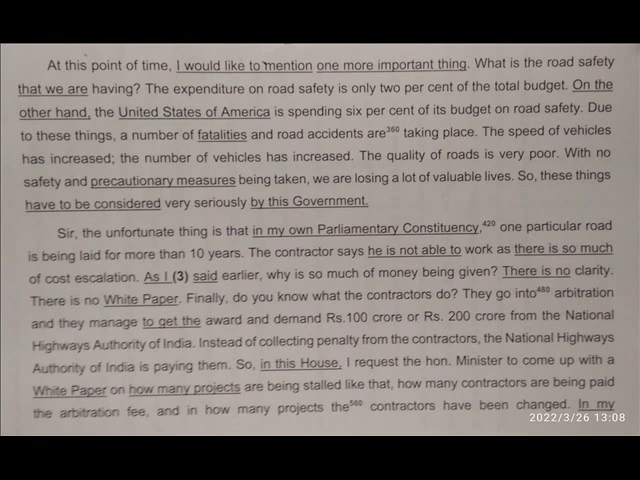 At this point of time, I would like to mention one more important thing. What is the road safety
that we are having? The expenditure on road safety is only two per cent of the total budget. On the
other hand, the United States of America is spending six per cent of its budget on road safety. Due
to these things, a number of fatalities and road accidents are³⁶⁰ taking place. The speed of vehicles
has increased; the number of vehicles has increased. The quality of roads is very poor. With no
safety and precautionary measures being taken, we are losing a lot of valuable lives. So, these things
have to be considered very seriously by this Government.
Sir, the unfortunate thing is that in my own Parliamentary Constituency,⁴²⁰ one particular road
is being laid for more than 10 years. The contractor says he is not able to work as there is so much
of cost escalation. As I (3) said earlier, why is so much of money being given? There is no clarity.
There is no White Paper. Finally, do you know what the contractors do? They go into⁴⁸⁰ arbitration
and they manage to get the award and demand Rs.100 crore or Rs. 200 crore from the National
Highways Authority of India. Instead of collecting penalty from the contractors, the National Highways
Authority of India is paying them. So, in this House, I request the hon. Minister to come up with a
White Paper on how many projects are being stalled like that, how many contractors are being paid
the arbitration fee, and in how many projects the⁵⁶⁰ contractors have been changed. In my
2022/3/26 13:08